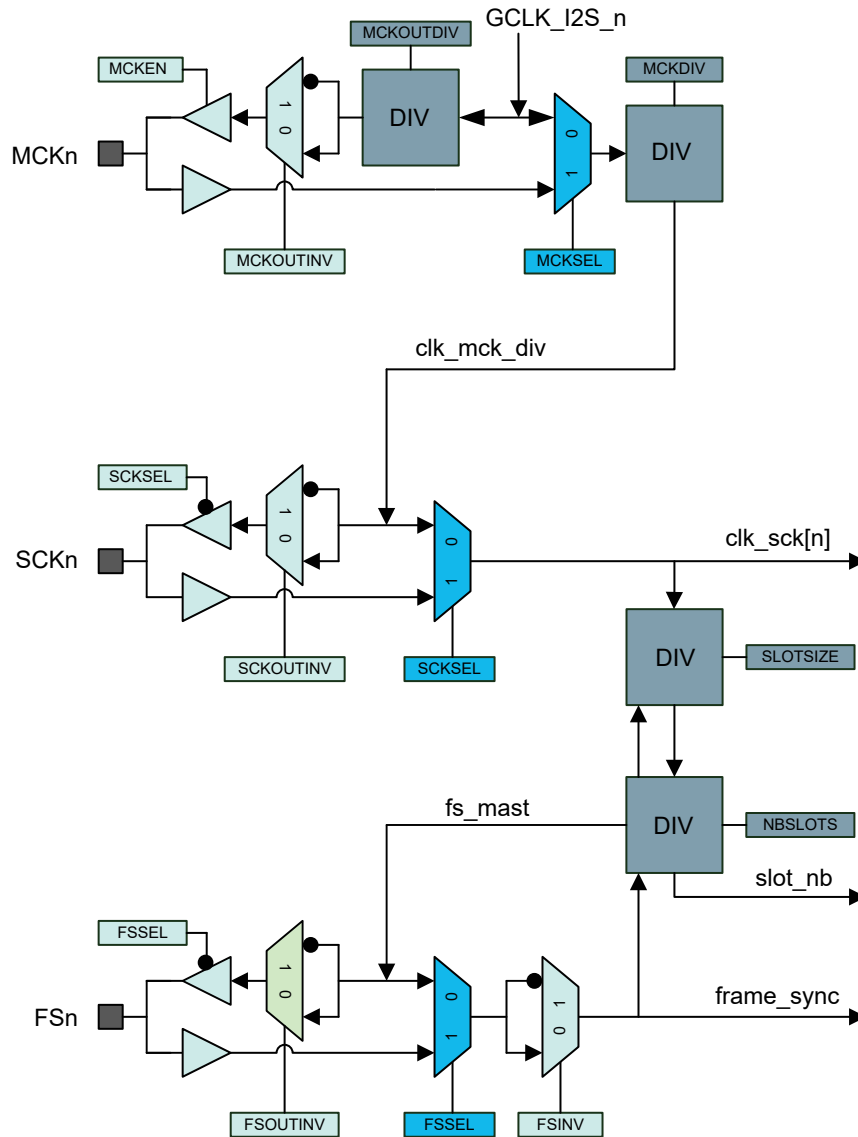 GCLK_I2S_n
MCKOUTDIV
MCKEN
MCKDIV
1 0
DIV
0 1
DIV
MCKn
MCKOUTINV
MCKSEL
clk_mck_div
SCKSEL
1 0
0 1
SCKn
clk_sck[n]
DIV
SLOTSIZE
SCKOUTINV
SCKSEL
fs_mast
DIV
NBSLOTS
slot_nb
FSSEL
1 0
0 1
1 0
FSn
frame_sync
FSOUTINV
FSSEL
FSINV